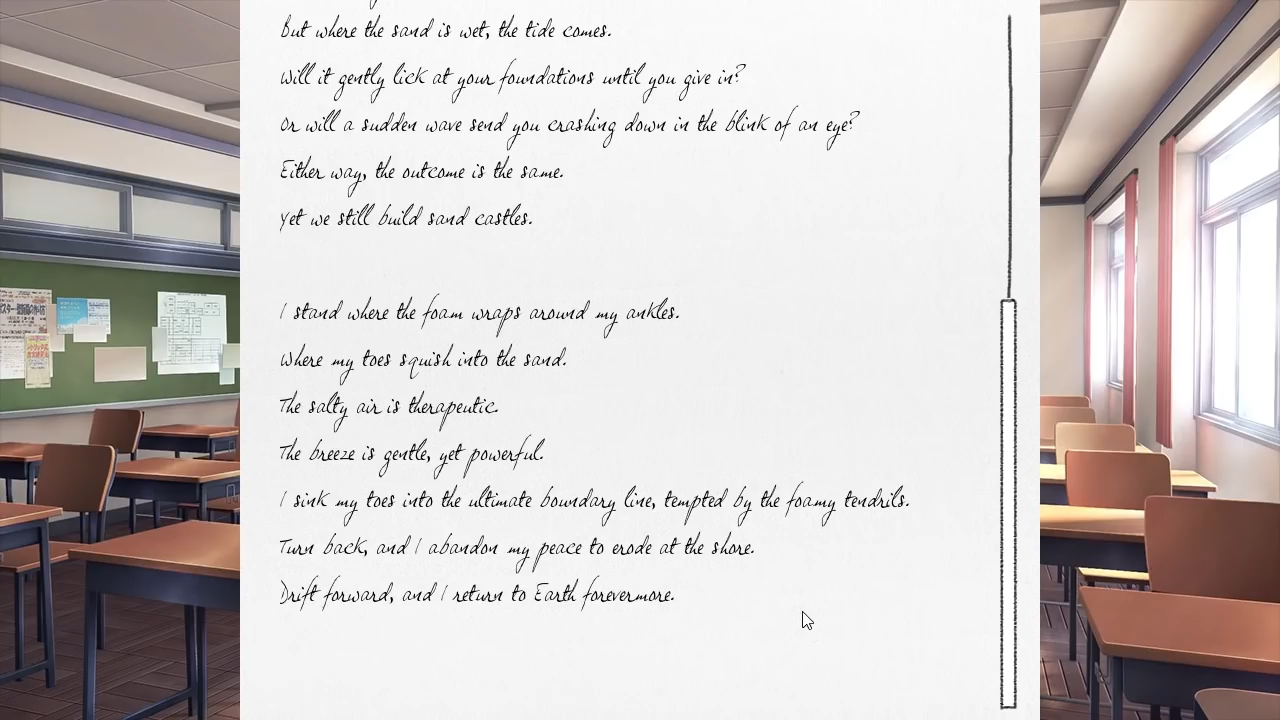 But where the sand is wet, the tide comes.
Will it gently lick at your foundations until you give in?
Or will a sudden wave send you crashing down in the blink of an eye?
Either way, the outcome is the same.
Yet we still build sand castles.
I stand where the foam wraps around my ankles.
Where my toes squish into the sand.
The salty air is therapeutic.
The breeze is gentle, yet powerful.
I sink my toes into the ultimate boundary line, tempted by the foamy tendrils.
Turn back, and I abandon my peace to erode at the shore.
Drift forward, and I return to Earth forevermore.